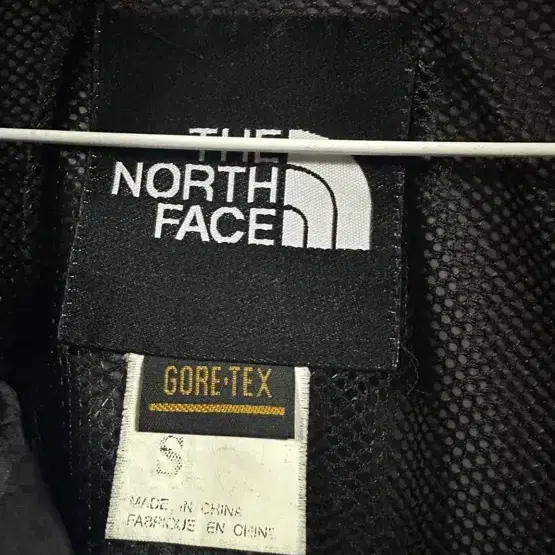 THE
NORTH
FACE
GORE-TEX
S
MADE IN CHINA
FABRIQUE EN CHINE